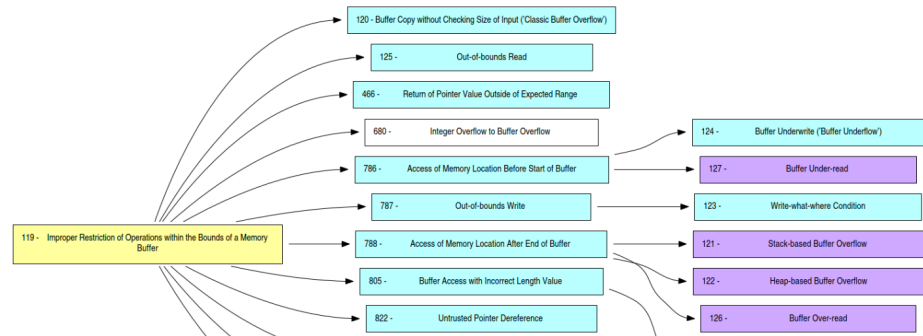 120 - Buffer Copy without Checking Size of Input ('Classic Buffer Overflow')
125 - Out-of-bounds Read
466 - Return of Pointer Value Outside of Expected Range
680 - Integer Overflow to Buffer Overflow
124 - Buffer Underwrite ('Buffer Underflow')
786 - Access of Memory Location Before Start of Buffer
127 - Buffer Under-read
787 - Out-of-bounds Write
123 - Write-what-where Condition
119 - Improper Restriction of Operations within the Bounds of a Memory
Buffer
788 - Access of Memory Location After End of Buffer
121 - Stack-based Buffer Overflow
805 - Buffer Access with Incorrect Length Value
122 - Heap-based Buffer Overflow
822 - Untrusted Pointer Dereference
126 - Buffer Over-read